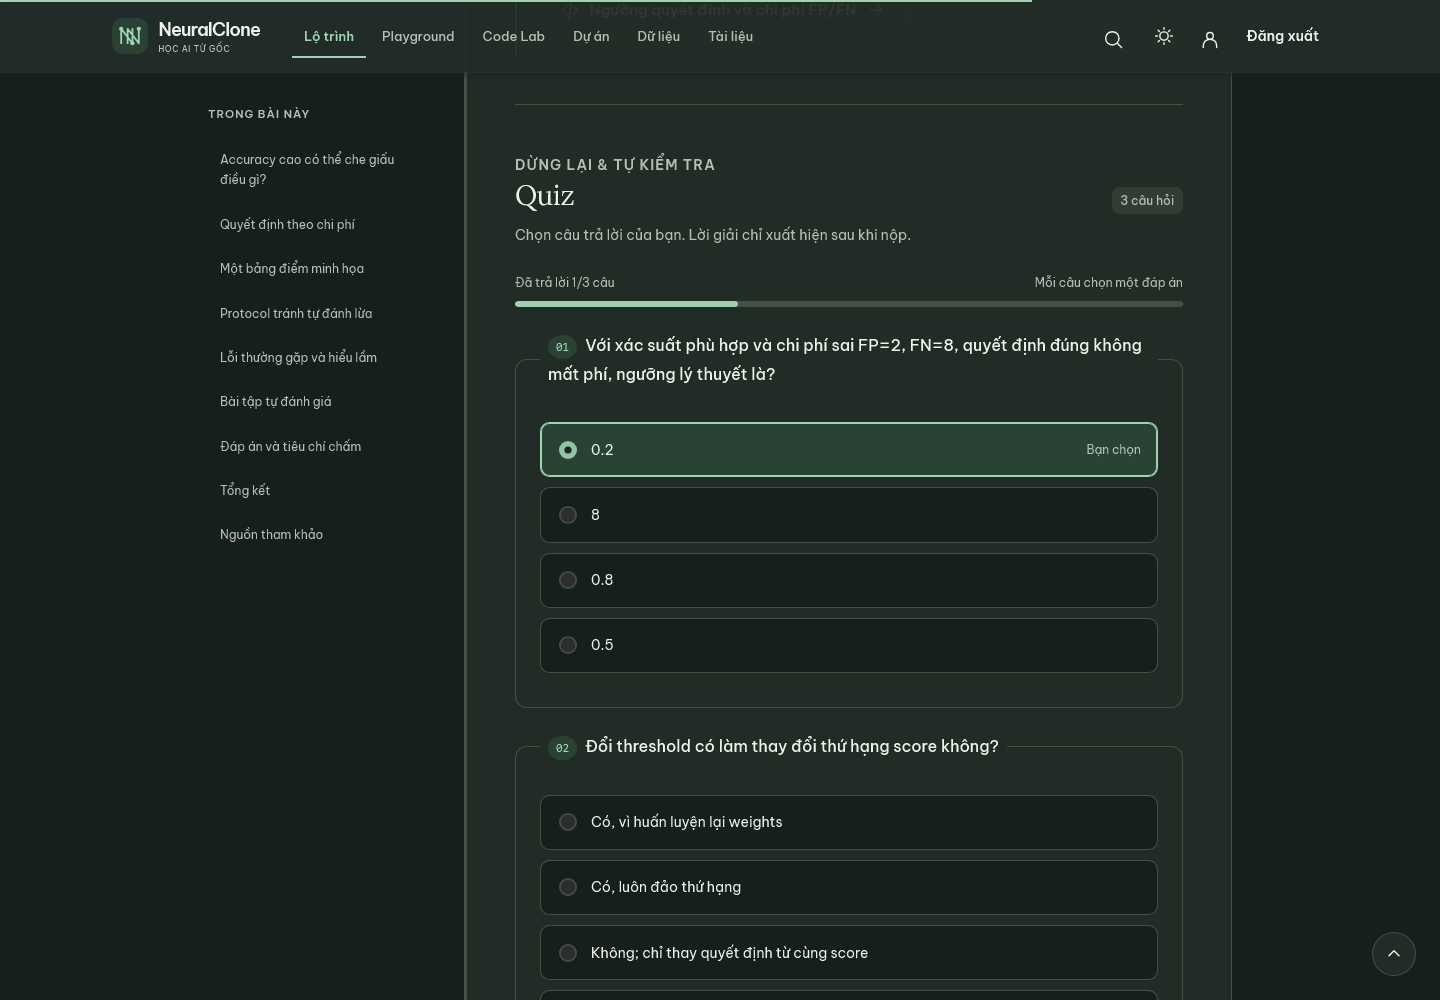 Ngưỡng quyết định và chi phí FP/FN →
NeuralClone
HỌC AI TỪ GỐC
Lộ trình
Playground
Code Lab
Dự án
Dữ liệu
Tài liệu
Đăng xuất
TRONG BÀI NÀY
Accuracy cao có thể che giấu
điều gì?
Quyết định theo chi phí
Một bảng điểm minh họa
Protocol tránh tự đánh lừa
Lỗi thường gặp và hiểu lầm
Bài tập tự đánh giá
Đáp án và tiêu chí chấm
Tổng kết
Nguồn tham khảo
DỪNG LẠI & TỰ KIỂM TRA
Quiz
3 câu hỏi
Chọn câu trả lời của bạn. Lời giải chỉ xuất hiện sau khi nộp.
Đã trả lời 1/3 câu
Mỗi câu chọn một đáp án
01 Với xác suất phù hợp và chi phí sai FP=2, FN=8, quyết định đúng không
mất phí, ngưỡng lý thuyết là?
0.2
Bạn chọn
8
0.8
0.5
02 Đổi threshold có làm thay đổi thứ hạng score không?
Có, vì huấn luyện lại weights
Có, luôn đảo thứ hạng
Không; chỉ thay quyết định từ cùng score